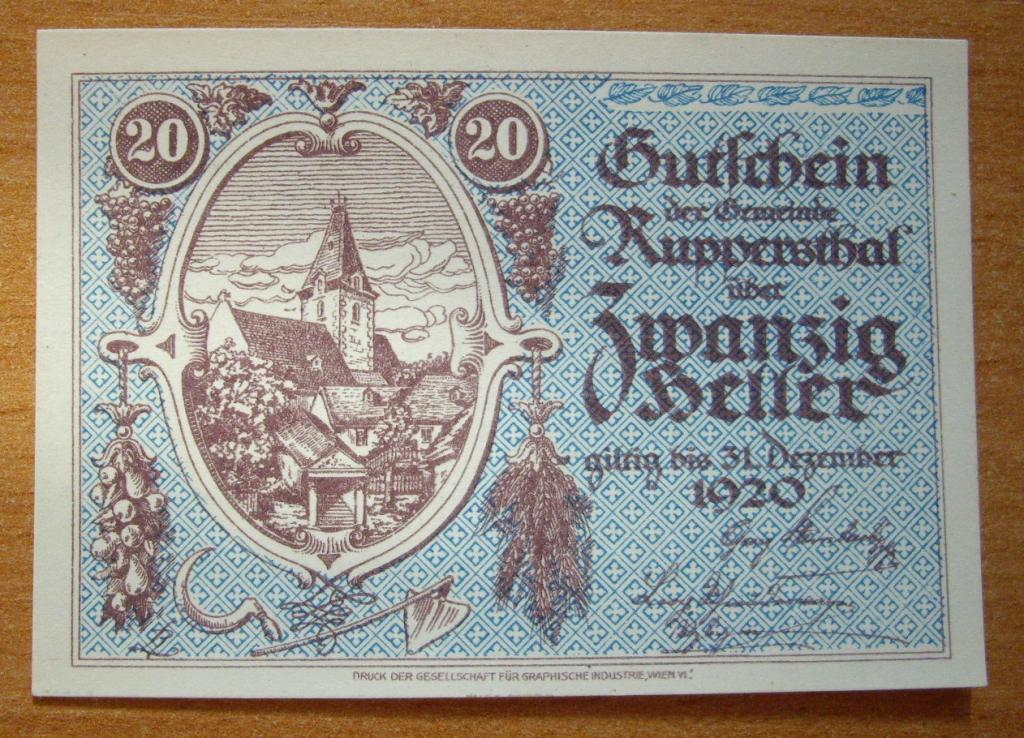 20 20
Gutschein
der Gemeinde
Ruppersthal
über
Zwanzig
Heller
giltig bis 31. Dezember
1920
DRUCK DER GESELLSCHAFT FÜR GRAPHISCHE INDUSTRIE, WIEN VI.